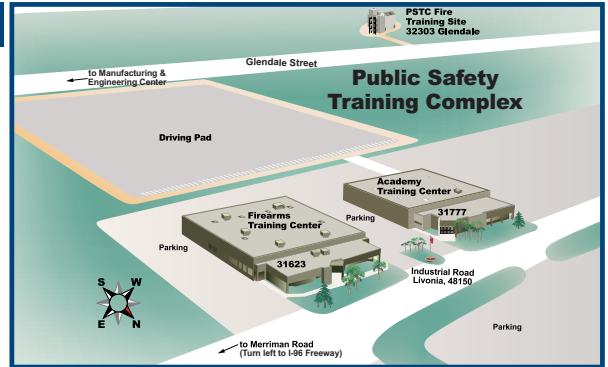 PSTC Fire
Training Site
32303 Glendale
Glendale Street
to Manufacturing &
Engineering Center
Public Safety
Training Complex
Driving Pad
Academy
Training Center
31777
Firearms
Training Center
Parking
Parking
31623
Industrial Road
Livonia, 48150
S W
E N
Parking
to Merriman Road
(Turn left to I-96 Freeway)